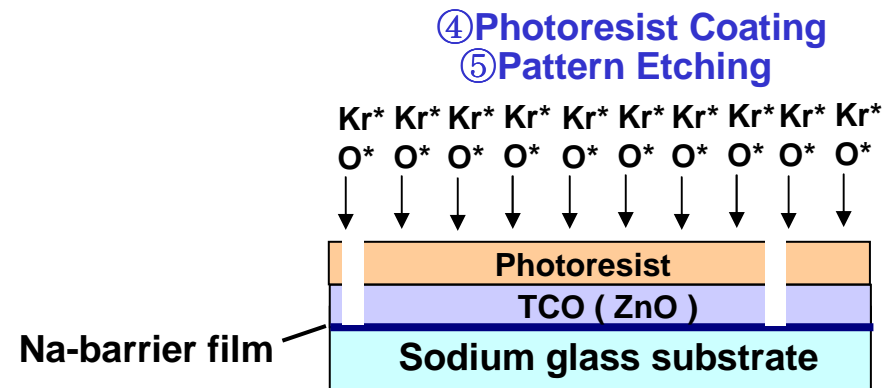 ④Photoresist Coating
⑤Pattern Etching
Kr* Kr* Kr* Kr* Kr* Kr* Kr* Kr* Kr* Kr*
O* O* O* O* O* O* O* O* O* O*
Photoresist
TCO ( ZnO )
Na-barrier film
Sodium glass substrate